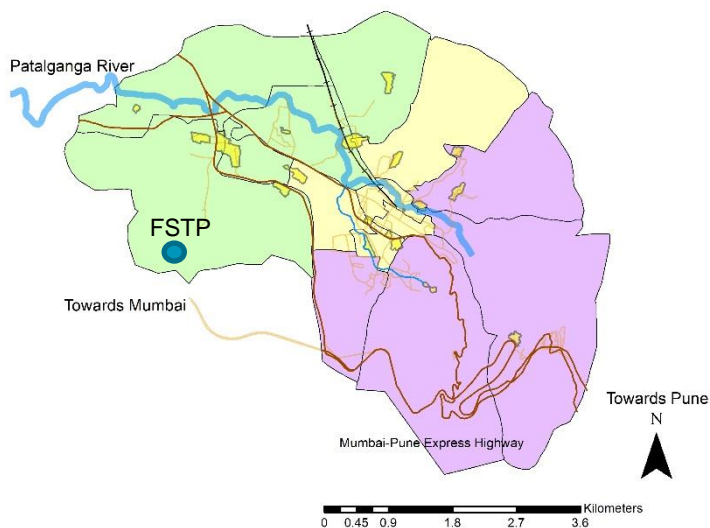 Patalganga River
FSTP
Towards Mumbai
Towards Pune
N
Mumbai-Pune Express Highway
Kilometers
0 0.45 0.9 1.8 2.7 3.6